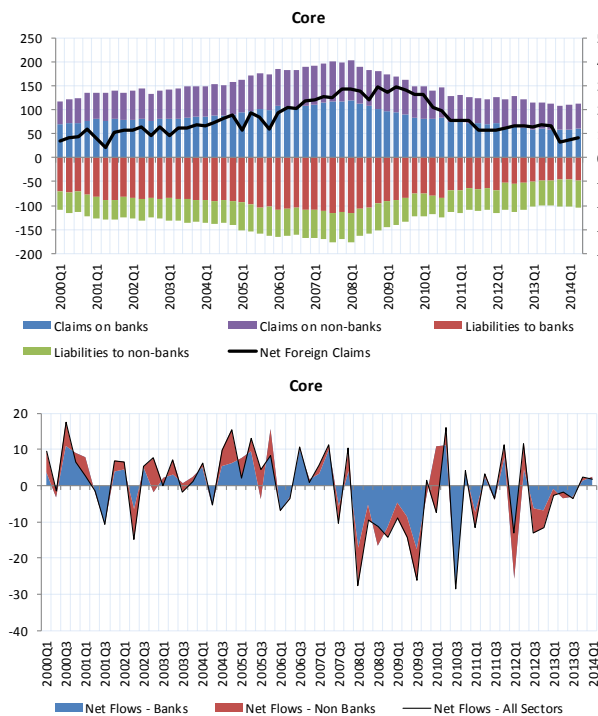 Core
250
200
150
100
50
0
-50
-100
-150
-200
2000Q1
2001Q1
2002Q1
2003Q1
2004Q1
2005Q1
2006Q1
2007Q1
2008Q1
2009Q1
2010Q1
2011Q1
2012Q1
2013Q1
2014Q1
Claims on banks Claims on non-banks Liabilities to banks
Liabilities to non-banks Net Foreign Claims
Core
20
10
0
-10
-20
-30
-40
2000Q1
2000Q3
2001Q1
2001Q3
2002Q1
2002Q3
2003Q1
2003Q3
2004Q1
2004Q3
2005Q1
2005Q3
2006Q1
2006Q3
2007Q1
2007Q3
2008Q1
2008Q3
2009Q1
2009Q3
2010Q1
2010Q3
2011Q1
2011Q3
2012Q1
2012Q3
2013Q1
2013Q3
2014Q1
Net Flows - Banks Net Flows - Non Banks Net Flows - All Sectors